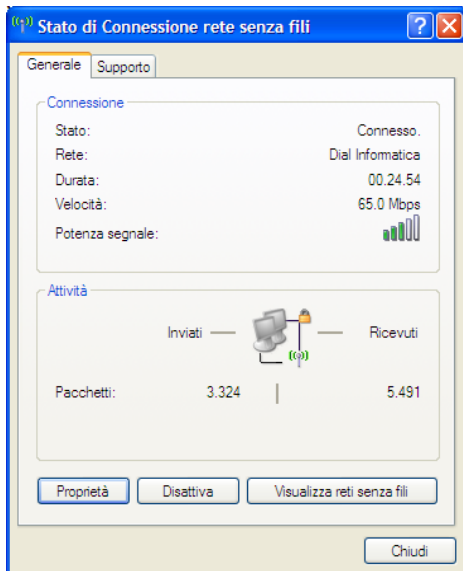 Stato di Connessione rete senza fili
Generale Supporto
Connessione
Stato: Connesso.
Rete: Dial Informatica
Durata: 00.24.54
Velocità: 65.0 Mbps
Potenza segnale:
Attività
Inviati Ricevuti
Pacchetti: 3.324 5.491
Proprietà Disattiva Visualizza reti senza fili
Chiudi